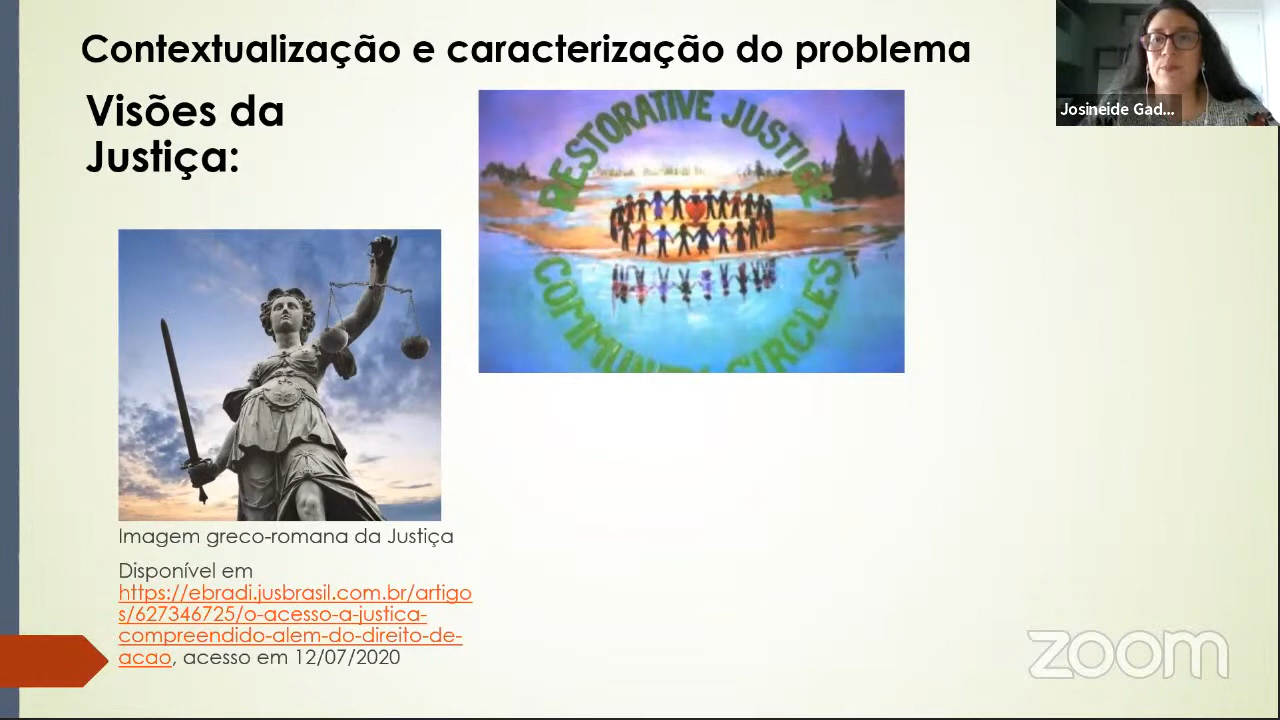 Contextualização e caracterização do problema
Visões da
Justiça:
RESTORATIVE JUSTICE
COMMUNITY CIRCLES
Josineide Gad...
Imagem greco-romana da Justiça
Disponível em
https://ebradi.jusbrasil.com.br/artigo
s/627346725/o-acesso-a-justica-
compreendido-alem-do-direito-de-
acao, acesso em 12/07/2020
zoom